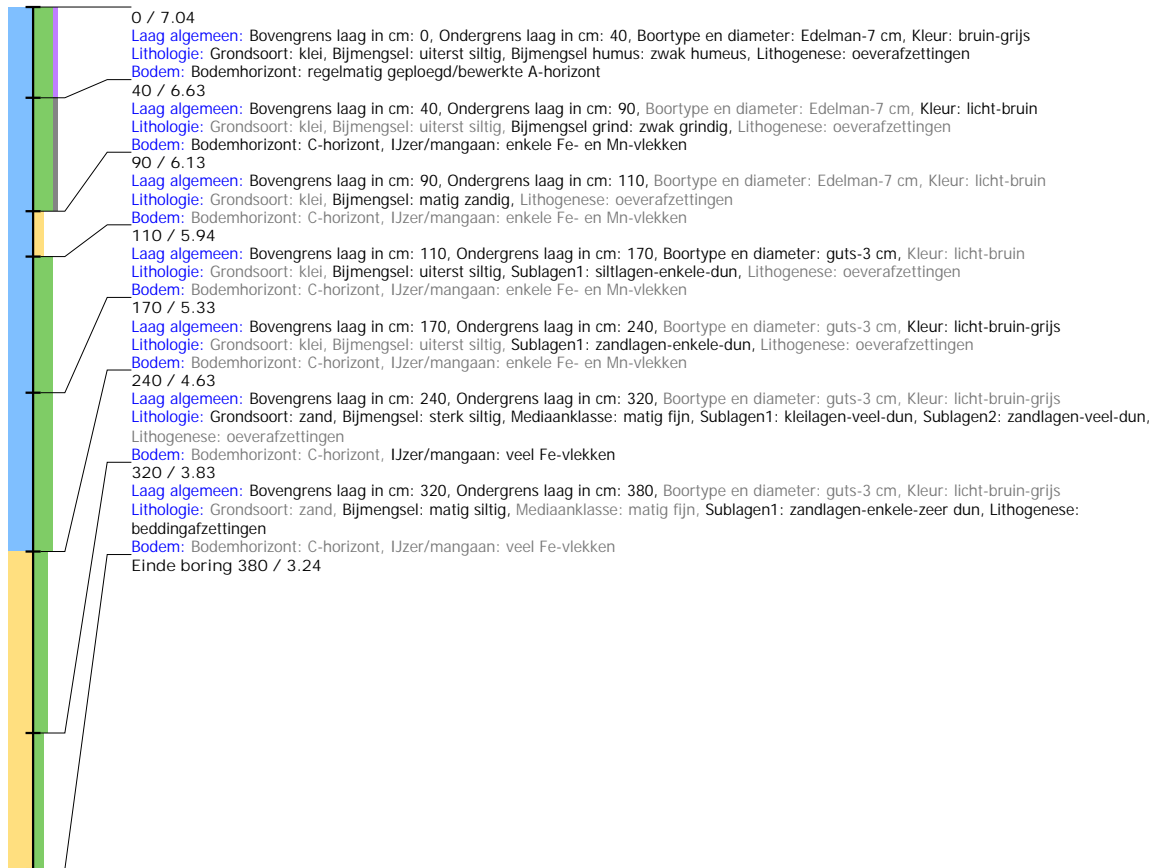 0 / 7.04
Laag algemeen: Bovengrens laag in cm: 0, Ondergrens laag in cm: 40, Boortype en diameter: Edelman-7 cm, Kleur: bruin-grijs
Lithologie: Grondsoort: klei, Bijmengsel: uiterst siltig, Bijmengsel humus: zwak humeus, Lithogenese: oeverafzettingen
Bodem: Bodemhorizont: regelmatig geploegd/bewerkte A-horizont
40 / 6.63
Laag algemeen: Bovengrens laag in cm: 40, Ondergrens laag in cm: 90, Boortype en diameter: Edelman-7 cm, Kleur: licht-bruin
Lithologie: Grondsoort: klei, Bijmengsel: uiterst siltig, Bijmengsel grind: zwak grindig, Lithogenese: oeverafzettingen
Bodem: Bodemhorizont: C-horizont, IJzer/mangaan: enkele Fe- en Mn-vlekken
90 / 6.13
Laag algemeen: Bovengrens laag in cm: 90, Ondergrens laag in cm: 110, Boortype en diameter: Edelman-7 cm, Kleur: licht-bruin
Lithologie: Grondsoort: klei, Bijmengsel: matig zandig, Lithogenese: oeverafzettingen
Bodem: Bodemhorizont: C-horizont, IJzer/mangaan: enkele Fe- en Mn-vlekken
110 / 5.94
Laag algemeen: Bovengrens laag in cm: 110, Ondergrens laag in cm: 170, Boortype en diameter: guts-3 cm, Kleur: licht-bruin
Lithologie: Grondsoort: klei, Bijmengsel: uiterst siltig, Sublagen1: siltlagen-enkele-dun, Lithogenese: oeverafzettingen
Bodem: Bodemhorizont: C-horizont, IJzer/mangaan: enkele Fe- en Mn-vlekken
170 / 5.33
Laag algemeen: Bovengrens laag in cm: 170, Ondergrens laag in cm: 240, Boortype en diameter: guts-3 cm, Kleur: licht-bruin-grijs
Lithologie: Grondsoort: klei, Bijmengsel: uiterst siltig, Sublagen1: zandlagen-enkele-dun, Lithogenese: oeverafzettingen
Bodem: Bodemhorizont: C-horizont, IJzer/mangaan: enkele Fe- en Mn-vlekken
240 / 4.63
Laag algemeen: Bovengrens laag in cm: 240, Ondergrens laag in cm: 320, Boortype en diameter: guts-3 cm, Kleur: licht-bruin-grijs
Lithologie: Grondsoort: zand, Bijmengsel: sterk siltig, Mediaanklasse: matig fijn, Sublagen1: kleilagen-veel-dun, Sublagen2: zandlagen-veel-dun,
Lithogenese: oeverafzettingen
Bodem: Bodemhorizont: C-horizont, IJzer/mangaan: veel Fe-vlekken
320 / 3.83
Laag algemeen: Bovengrens laag in cm: 320, Ondergrens laag in cm: 380, Boortype en diameter: guts-3 cm, Kleur: licht-bruin-grijs
Lithologie: Grondsoort: zand, Bijmengsel: matig siltig, Mediaanklasse: matig fijn, Sublagen1: zandlagen-enkele-zeer dun, Lithogenese:
beddingafzettingen
Bodem: Bodemhorizont: C-horizont, IJzer/mangaan: veel Fe-vlekken
Einde boring 380 / 3.24